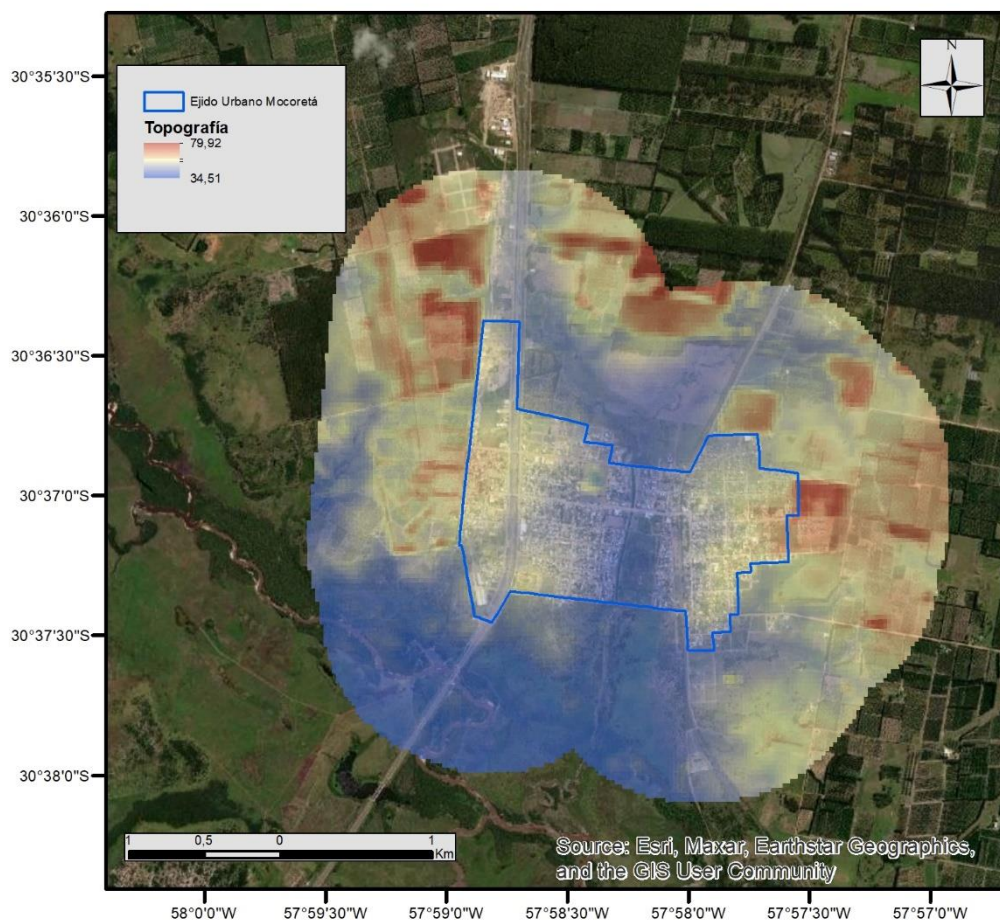 N
Ejido Urbano Mocoretá
Topografía
79,92
34,51
30°35'30"S
30°36'0"S
30°36'30"S
30°37'0"S
30°37'30"S
30°38'0"S
1 0,5 0 1
Km
Source: Esri, Maxar, Earthstar Geographics,
and the GIS User Community
58°0'0"W 57°59'30"W 57°59'0"W 57°58'30"W 57°58'0"W 57°57'30"W 57°57'0"W